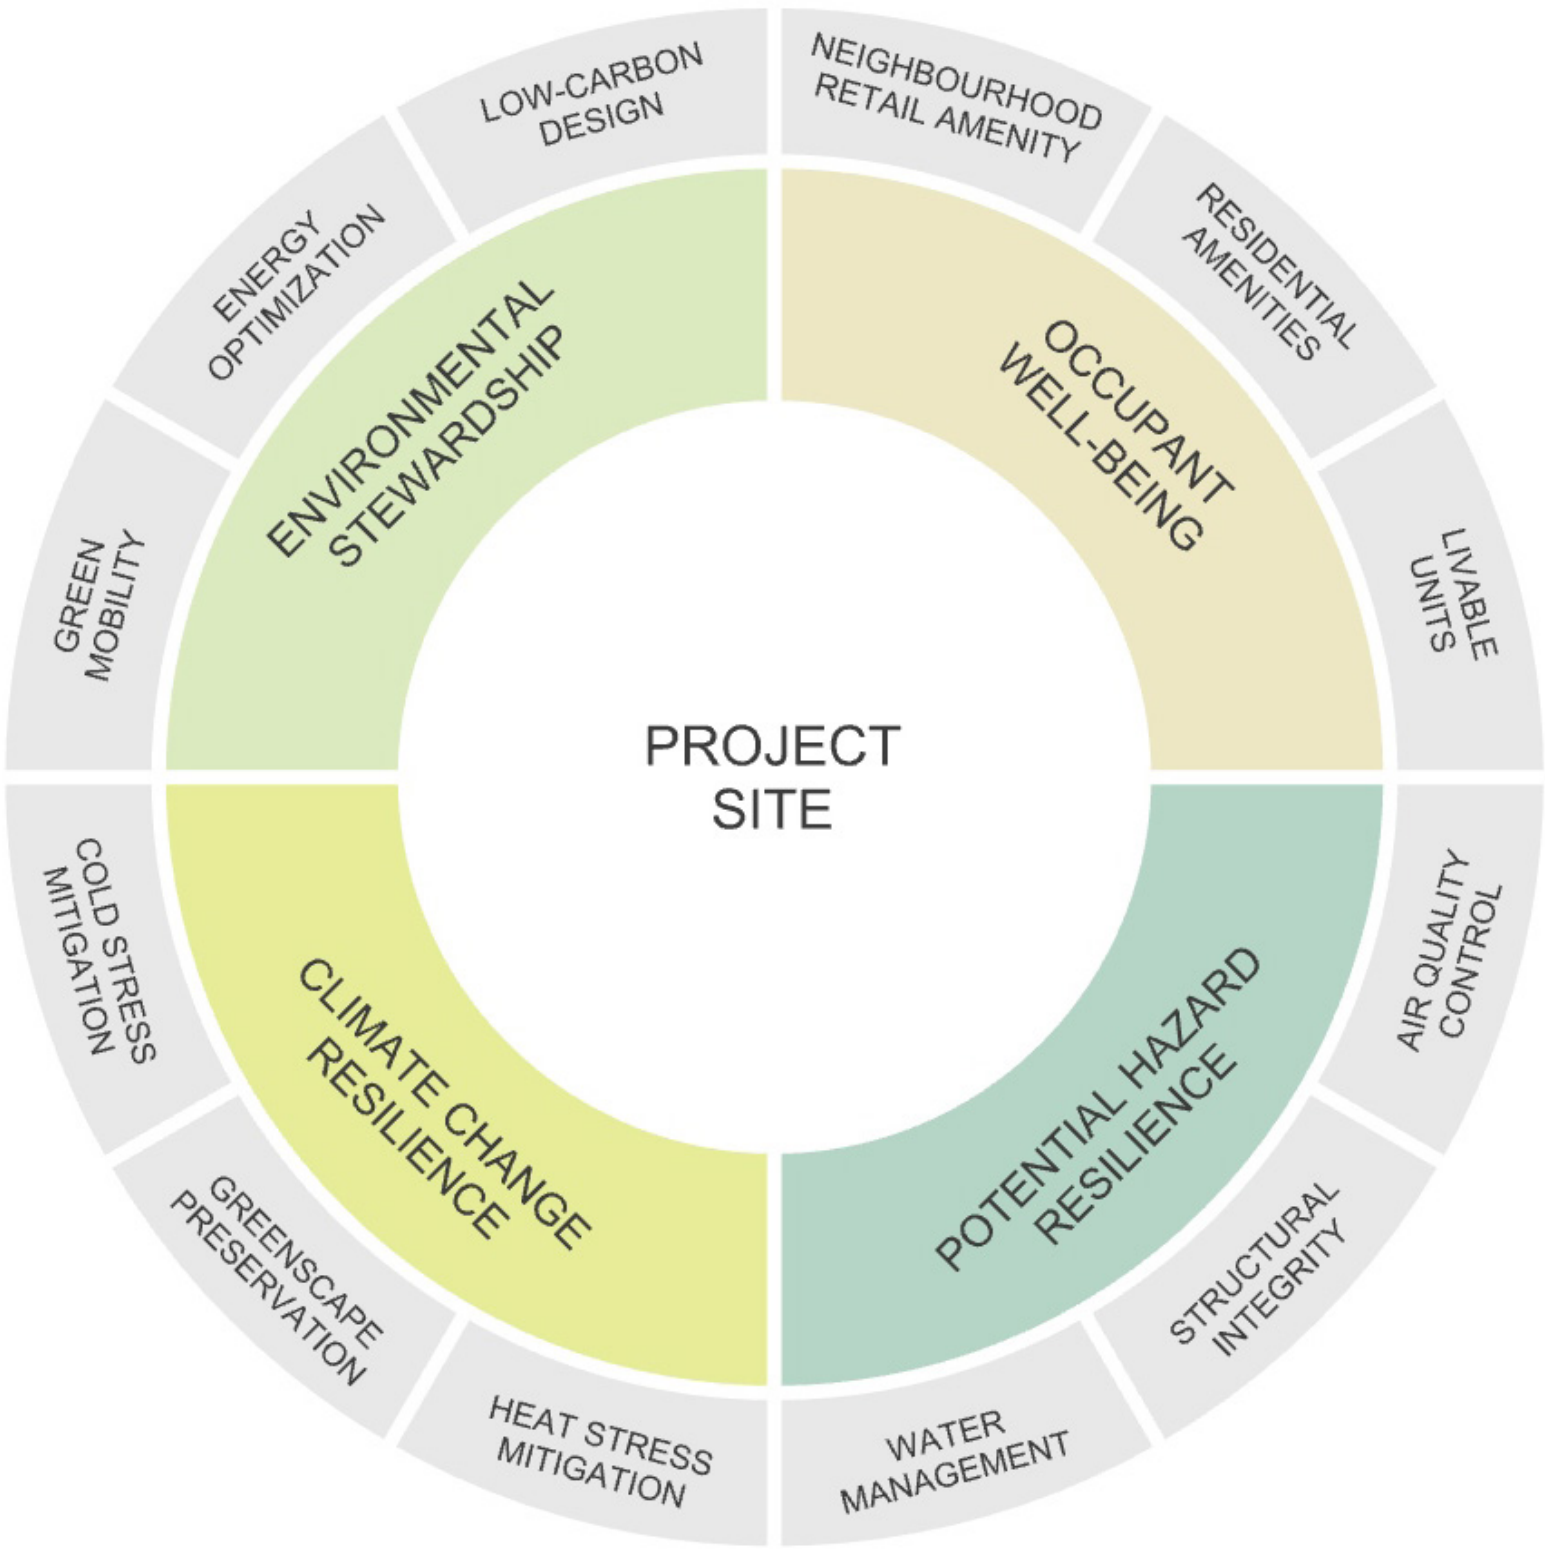 LOW-CARBON
DESIGN
NEIGHBOURHOOD
RETAIL AMENITY
ENERGY
OPTIMIZATION
RESIDENTIAL
AMENITIES
GREEN
MOBILITY
LIVABLE
UNITS
ENVIRONMENTAL
STEWARDSHIP
OCCUPANT
WELL-BEING
PROJECT
SITE
COLD STRESS
MITIGATION
AIR QUALITY
CONTROL
CLIMATE CHANGE
RESILIENCE
POTENTIAL HAZARD
RESILIENCE
GREENSCAPE
PRESERVATION
STRUCTURAL
INTEGRITY
HEAT STRESS
MITIGATION
WATER
MANAGEMENT